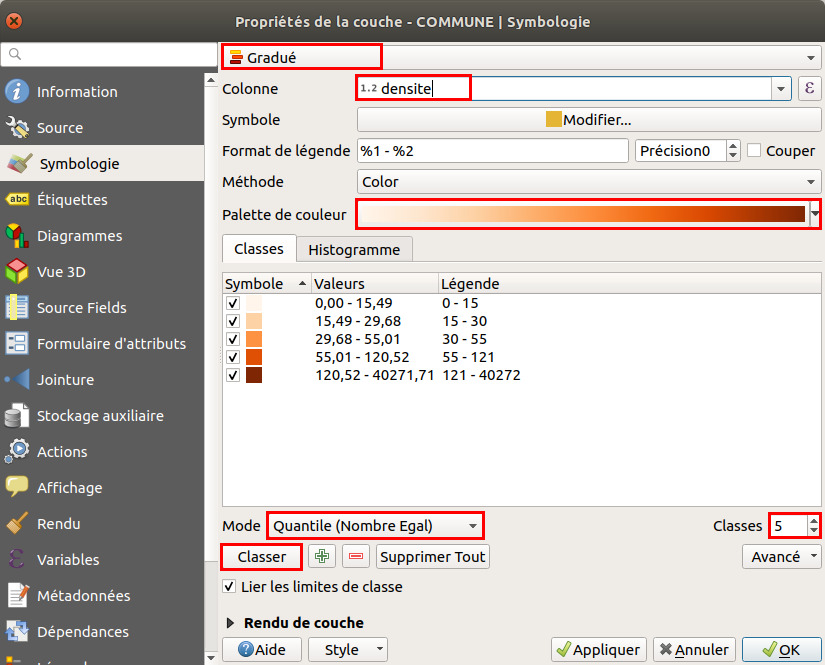 Propriétés de la couche - COMMUNE | Symbologie
Information
Source
Symbologie
abc Étiquettes
Diagrammes
Vue 3D
Source Fields
Formulaire d'attributs
Jointure
Stockage auxiliaire
Actions
Affichage
Rendu
Variables
Métadonnées
Dépendances
Gradué
Colonne 1.2 densite ε
Symbole Modifier...
Format de légende %1 - %2 Précision0 Couper
Méthode Color
Palette de couleur
Classes Histogramme
Symbole Valeurs Légende
0,00 - 15,49 0 - 15
15,49 - 29,68 15 - 30
29,68 - 55,01 30 - 55
55,01 - 120,52 55 - 121
120,52 - 40271,71 121 - 40272
Mode Quantile (Nombre Egal) Classes 5
Classer Supprimer Tout Avancé
Lier les limites de classe
Rendu de couche
Aide Style Appliquer Annuler OK